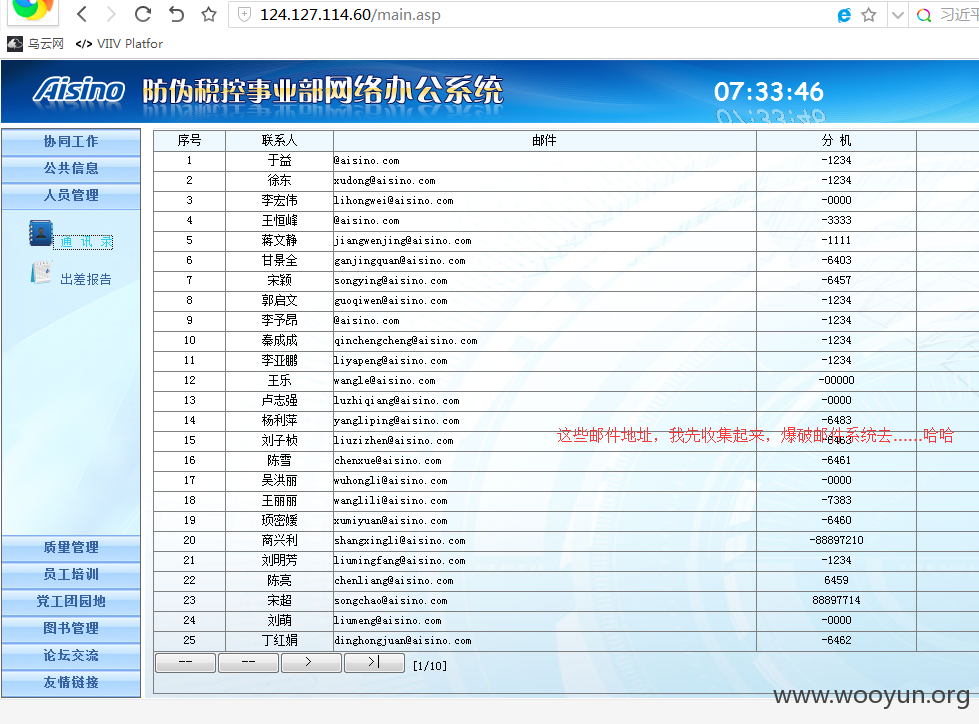 124.127.114.60/main.asp
习近平
乌云网 </> VIIV Platfor
Aisino 防伪税控事业部网络办公系统 07:33:46
协同工作
公共信息
人员管理
通 讯 录
出差报告
质量管理
员工培训
党工团园地
图书管理
论坛交流
友情链接
序号 联系人 邮件 分 机
1 于益 @aisino.com -1234
2 徐东 xudong@aisino.com -1234
3 李宏伟 lihongwei@aisino.com -0000
4 王恒峰 @aisino.com -3333
5 蒋文静 jiangwenjing@aisino.com -1111
6 甘景全 ganjingquan@aisino.com -6403
7 宋颖 songying@aisino.com -6457
8 郭启文 guoqiwen@aisino.com -1234
9 李予昂 @aisino.com -1234
10 秦成成 qinchengcheng@aisino.com -1234
11 李亚鹏 liyapeng@aisino.com -1234
12 王乐 wangle@aisino.com -00000
13 卢志强 luzhiqiang@aisino.com -0000
14 杨利萍 yangliping@aisino.com -6483
这些邮件地址，我先收集起来，爆破邮件系统去......哈哈
15 刘子桢 liuzizhen@aisino.com -6463
16 陈雪 chenxue@aisino.com -6461
17 吴洪丽 wuhongli@aisino.com -0000
18 王丽丽 wanglili@aisino.com -7383
19 顼密媛 xumiyuan@aisino.com -6460
20 商兴利 shangxingli@aisino.com -88897210
21 刘明芳 liumingfang@aisino.com -1234
22 陈亮 chenliang@aisino.com 6459
23 宋超 songchao@aisino.com 88897714
24 刘萌 liumeng@aisino.com -0000
25 丁红娟 dinghongjuan@aisino.com -6462
-- -- > >| [1/10]
www.wooyun.org